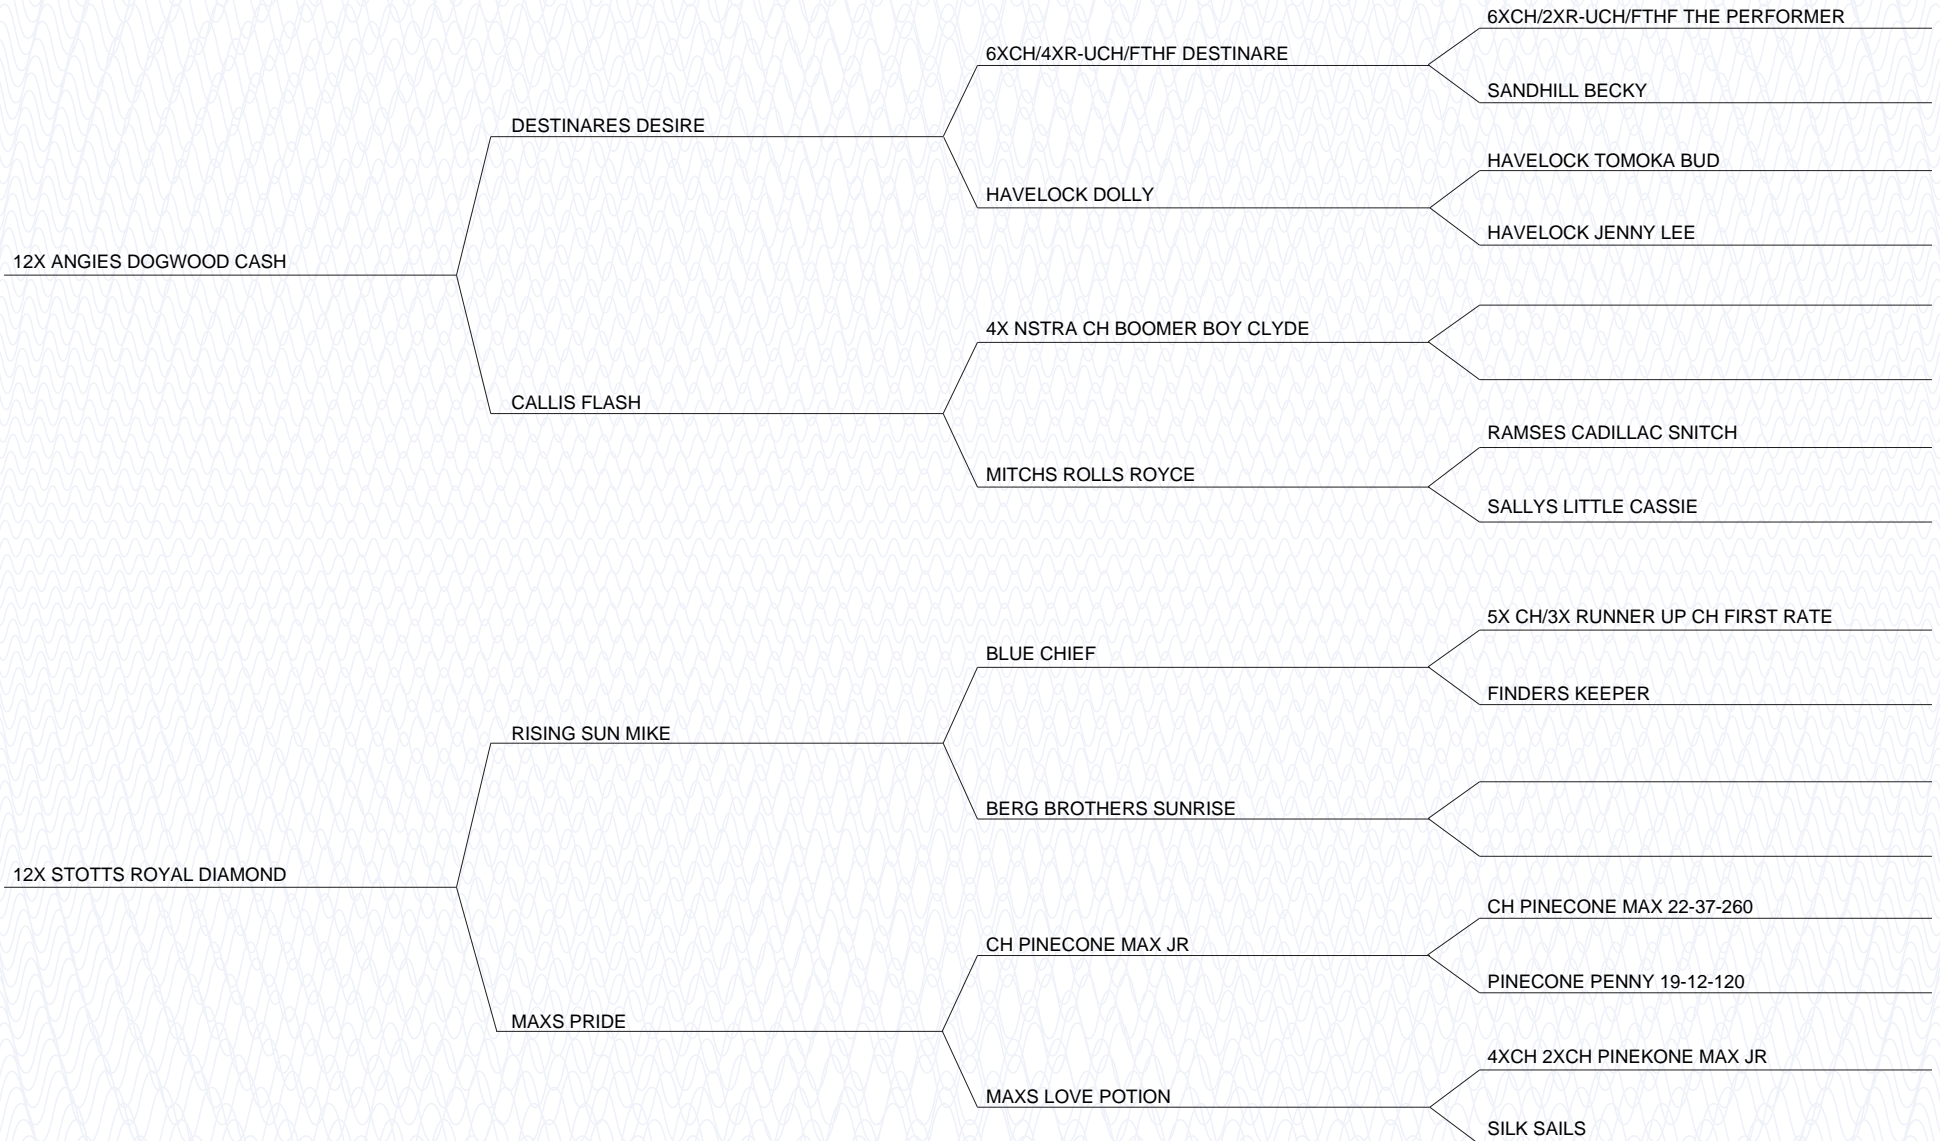 6XCH/2XR-UCH/FTHF THE PERFORMER
6XCH/4XR-UCH/FTHF DESTINARE
SANDHILL BECKY
DESTINARES DESIRE
HAVELOCK TOMOKA BUD
HAVELOCK DOLLY
HAVELOCK JENNY LEE
12X ANGIES DOGWOOD CASH
4X NSTRA CH BOOMER BOY CLYDE
CALLIS FLASH
RAMSES CADILLAC SNITCH
MITCHS ROLLS ROYCE
SALLYS LITTLE CASSIE
5X CH/3X RUNNER UP CH FIRST RATE
BLUE CHIEF
FINDERS KEEPER
RISING SUN MIKE
BERG BROTHERS SUNRISE
12X STOTTS ROYAL DIAMOND
CH PINECONE MAX 22-37-260
CH PINECONE MAX JR
PINECONE PENNY 19-12-120
MAXS PRIDE
4XCH 2XCH PINEKONE MAX JR
MAXS LOVE POTION
SILK SAILS